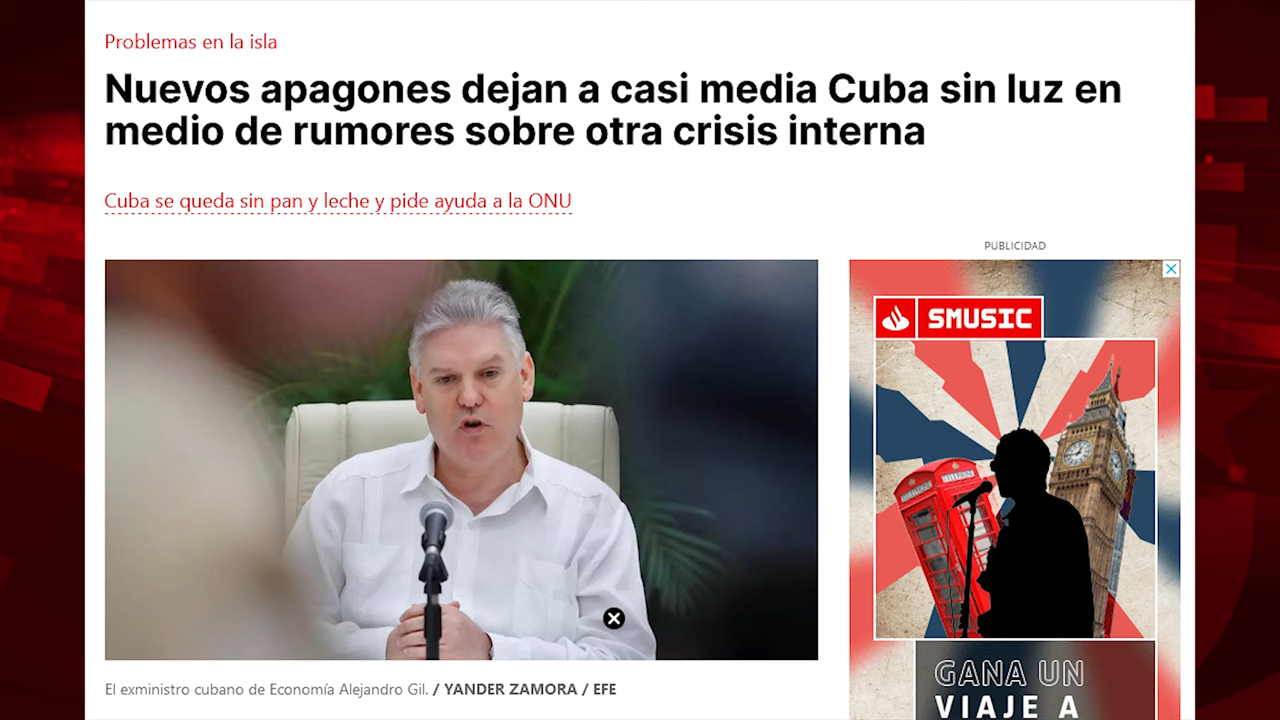 Problemas en la isla
Nuevos apagones dejan a casi media Cuba sin luz en
medio de rumores sobre otra crisis interna
Cuba se queda sin pan y leche y pide ayuda a la ONU
PUBLICIDAD
SMUSIC
TELEPHONE
GANA UN
VIAJE A
El exministro cubano de Economía Alejandro Gil. / YANDER ZAMORA / EFE